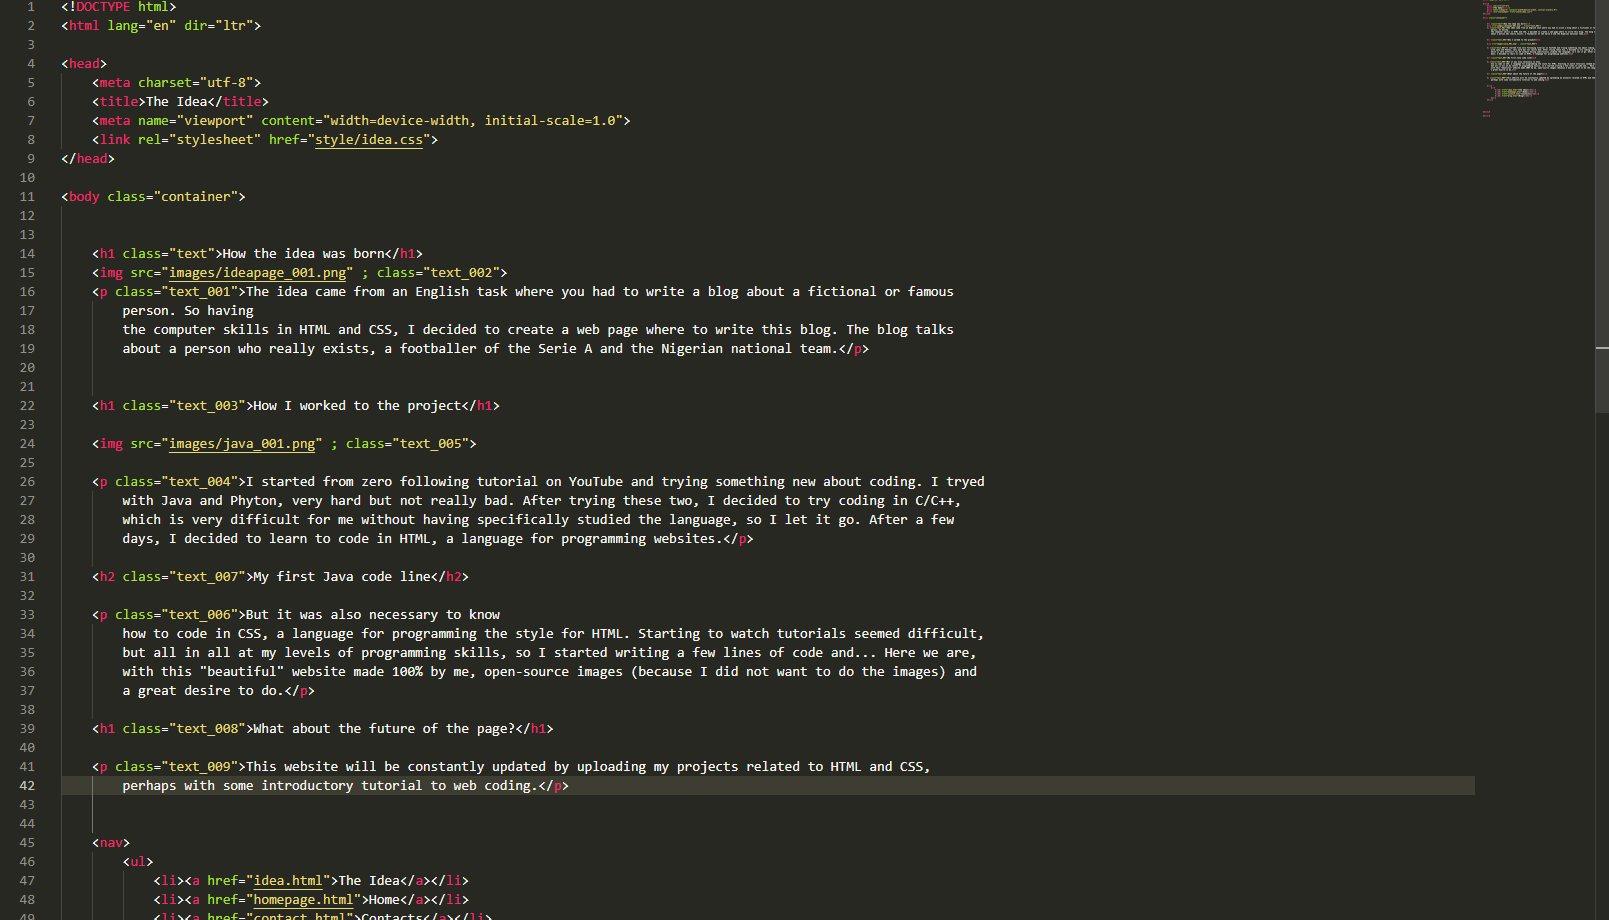 1 <!DOCTYPE html>
2 <html lang="en" dir="ltr">
3
4 <head>
5 <meta charset="utf-8">
6 <title>The Idea</title>
7 <meta name="viewport" content="width=device-width, initial-scale=1.0">
8 <link rel="stylesheet" href="style/idea.css">
9 </head>
10
11 <body class="container">
12
13
14 <h1 class="text">How the idea was born</h1>
15 <img src="images/ideapage_001.png" ; class="text_002">
16 <p class="text_001">The idea came from an English task where you had to write a blog about a fictional or famous
17 person. So having
18 the computer skills in HTML and CSS, I decided to create a web page where to write this blog. The blog talks
19 about a person who really exists, a footballer of the Serie A and the Nigerian national team.</p>
20
21
22 <h1 class="text_003">How I worked to the project</h1>
23
24 <img src="images/java_001.png" ; class="text_005">
25
26 <p class="text_004">I started from zero following tutorial on YouTube and trying something new about coding. I tryed
27 with Java and Phyton, very hard but not really bad. After trying these two, I decided to try coding in C/C++,
28 which is very difficult for me without having specifically studied the language, so I let it go. After a few
29 days, I decided to learn to code in HTML, a language for programming websites.</p>
30
31 <h2 class="text_007">My first Java code line</h2>
32
33 <p class="text_006">But it was also necessary to know
34 how to code in CSS, a language for programming the style for HTML. Starting to watch tutorials seemed difficult,
35 but all in all at my levels of programming skills, so I started writing a few lines of code and... Here we are,
36 with this "beautiful" website made 100% by me, open-source images (because I did not want to do the images) and
37 a great desire to do.</p>
38
39 <h1 class="text_008">What about the future of the page?</h1>
40
41 <p class="text_009">This website will be constantly updated by uploading my projects related to HTML and CSS,
42 perhaps with some introductory tutorial to web coding.</p>
43
44
45 <nav>
46 <ul>
47 <li><a href="idea.html">The Idea</a></li>
48 <li><a href="homepage.html">Home</a></li>
49 <li><a href="contact.html">Contacts</a></li>